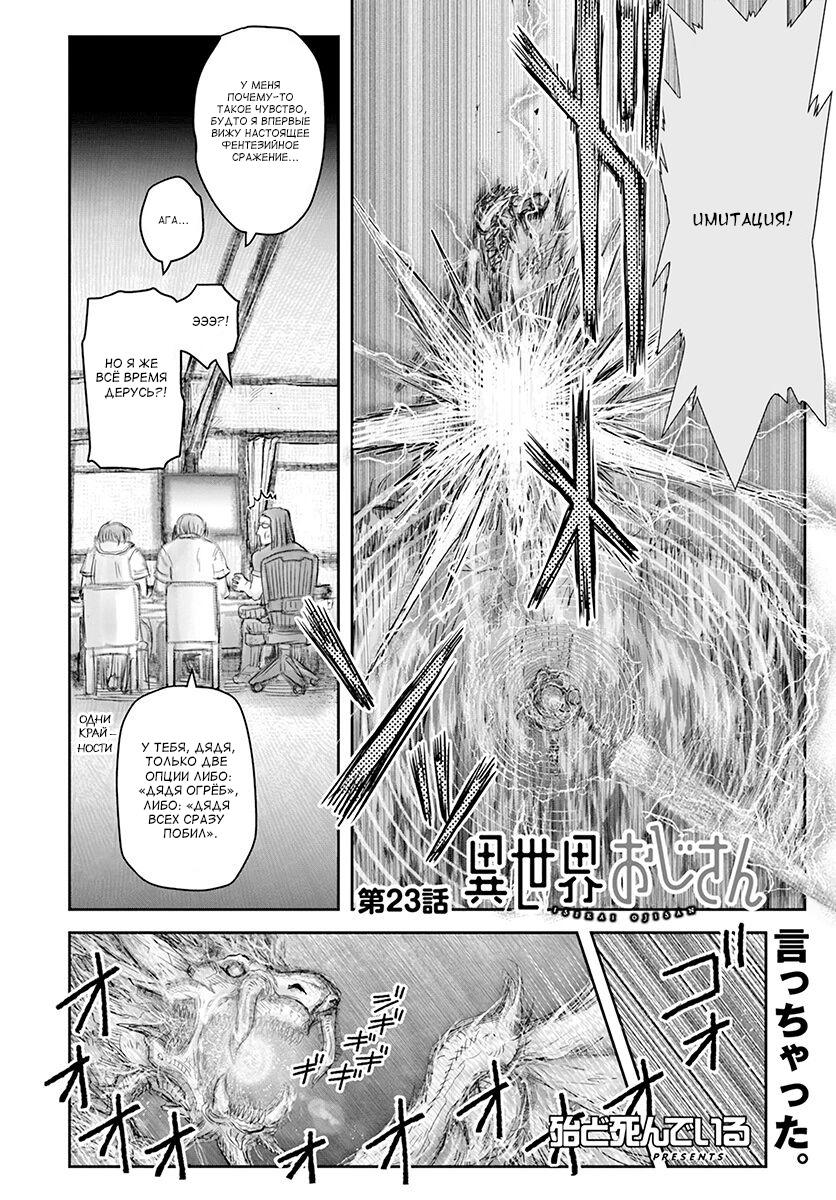 ИМИТАЦИЯ!
У МЕНЯ
ПОЧЕМУ-ТО
ТАКОЕ ЧУВСТВО,
БУДТО Я ВПЕРВЫЕ
ВИЖУ НАСТОЯЩЕЕ
ФЕНТЕЗИЙНОЕ
СРАЖЕНИЕ...
АГА...
ЭЭЭ?!
НО Я ЖЕ
ВСЁ ВРЕМЯ
ДЕРУСЬ?!
ОДНИ
КРАЙ-
НОСТИ
У ТЕБЯ, ДЯДЯ,
ТОЛЬКО ДВЕ
ОПЦИИ ЛИБО:
«ДЯДЯ ОГРЁБ»,
ЛИБО: «ДЯДЯ
ВСЕХ СРАЗУ
ПОБИЛ».
異世界おじさん
ISEKAI OJISAN
第23話
言っちゃった。
ゴオオオオオオ
ギギギギ
殆ど死んでいる
PRESENTS